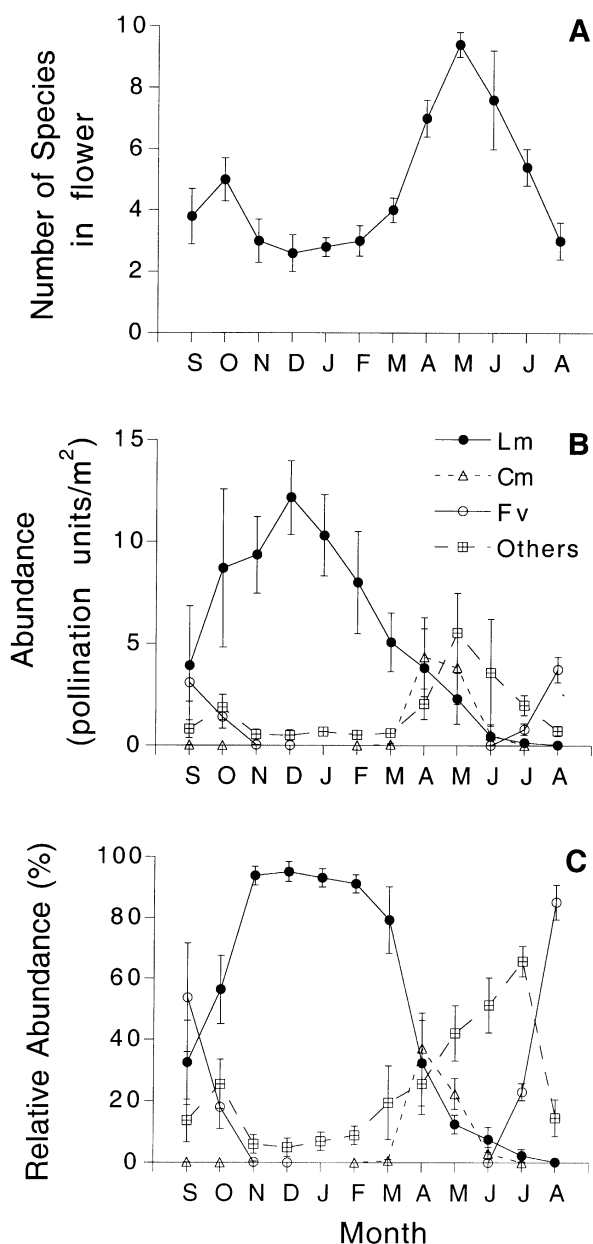 A
Number of Species
in flower
10
8
6
4
2
0
S O N D J F M A M J J A
B
Abundance
(pollination units/m²)
15
10
5
0
Lm
Cm
Fv
Others
S O N D J F M A M J J A
C
Relative Abundance (%)
100
80
60
40
20
0
S O N D J F M A M J J A
Month